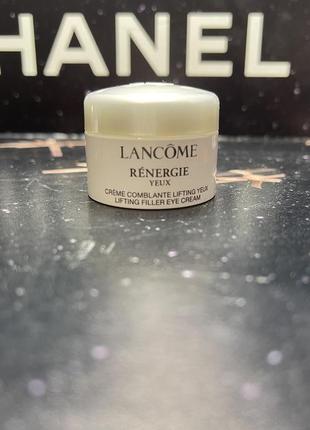 HANEL
LANCÔME
RÉNERGIE
YEUX
CRÈME COMBLANTE LIFTING YEUX
LIFTING FILLER EYE CREAM